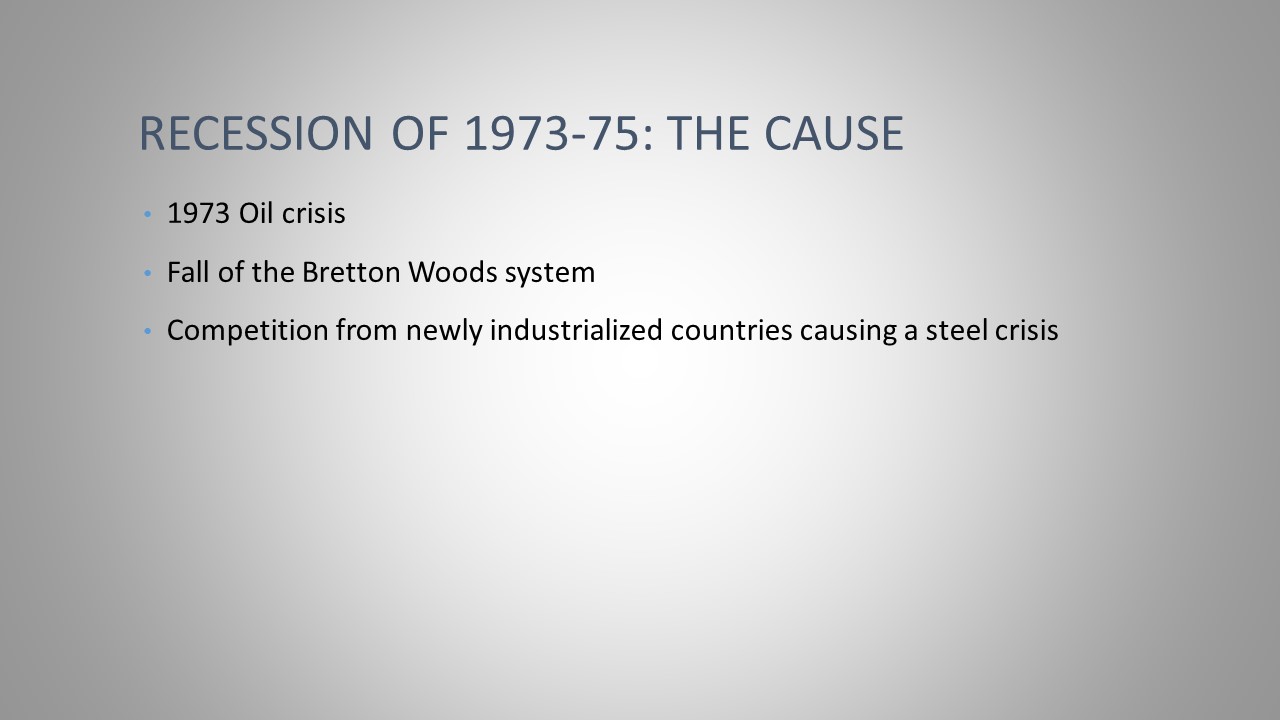 RECESSION OF 1973-75: THE CAUSE
• 1973 Oil crisis
• Fall of the Bretton Woods system
• Competition from newly industrialized countries causing a steel crisis